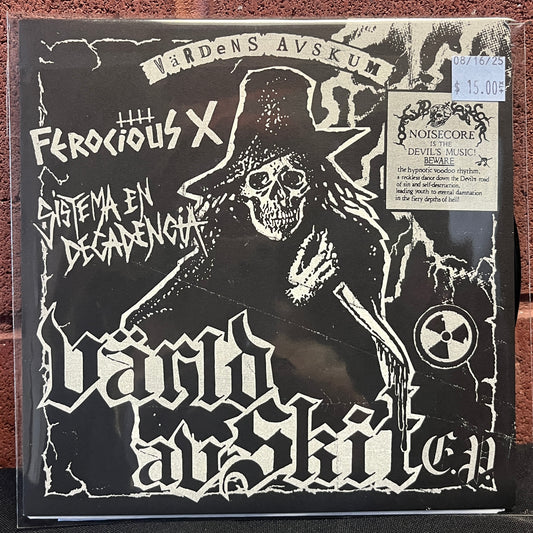 VäRDeNS AVSKUM
08/16/25
$ 15.00
FEROCIOUS X
SISTEMA EN
DECADENCIA
NOISECORE
IS THE
DEVIL'S MUSIC!
BEWARE
the hypnotic voodoo rhythm,
a reckless dance down the Devils road
of sin and self-destruction,
leading youth to eternal damnation
in the fiery depths of hell!
Värld
av Skit E.P.